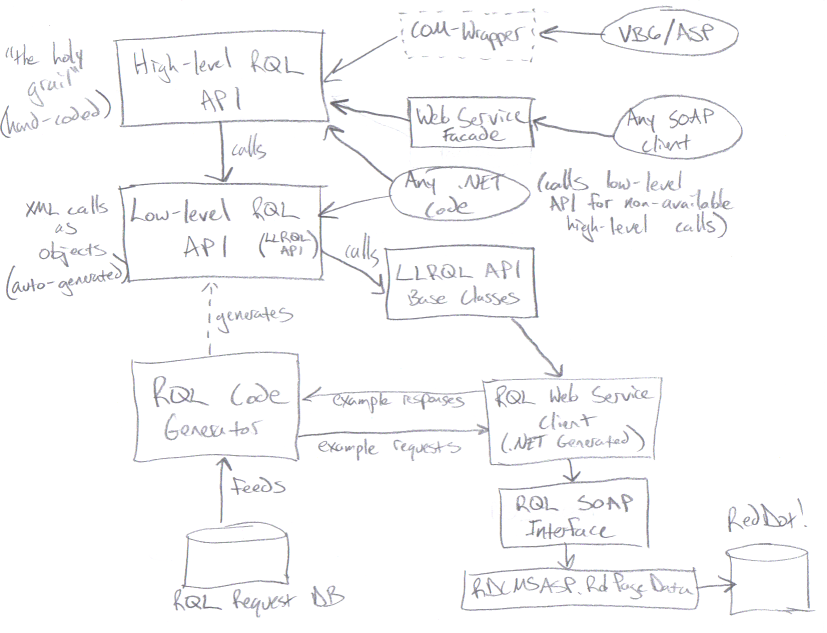 "the holy
grail"
(hand-coded)
High-level RQL
API
COM-Wrapper
VB6/ASP
Web Service
Facade
Any SOAP
client
calls
Any .NET
Code
(calls low-level
API for non-available
high-level calls)
XML calls
as
objects
(auto-generated)
Low-level RQL
API
(LLRQL
API)
calls
LLRQL API
Base Classes
generates
RQL Code
Generator
example responses
example requests
RQL Web Service
Client
(.NET Generated)
feeds
RQL SOAP
Interface
RedDot!
RQL Request DB
RDCMSASP.RdPageData